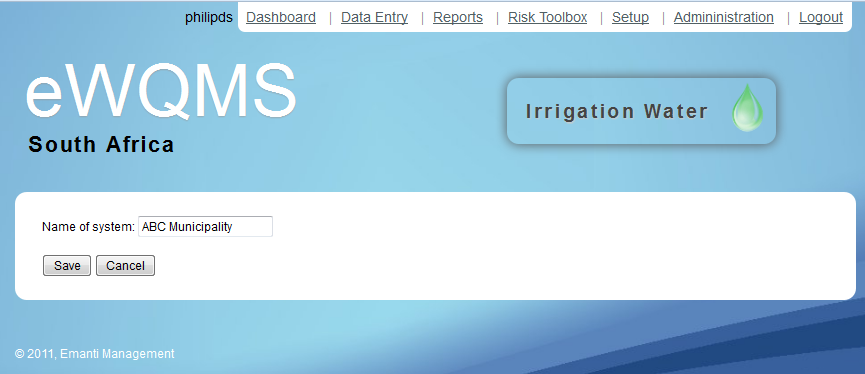 philipds Dashboard | Data Entry | Reports | Risk Toolbox | Setup | Admininistration | Logout
eWQMS
South Africa
Irrigation Water
Name of system: ABC Municipality
Save Cancel
© 2011, Emanti Management